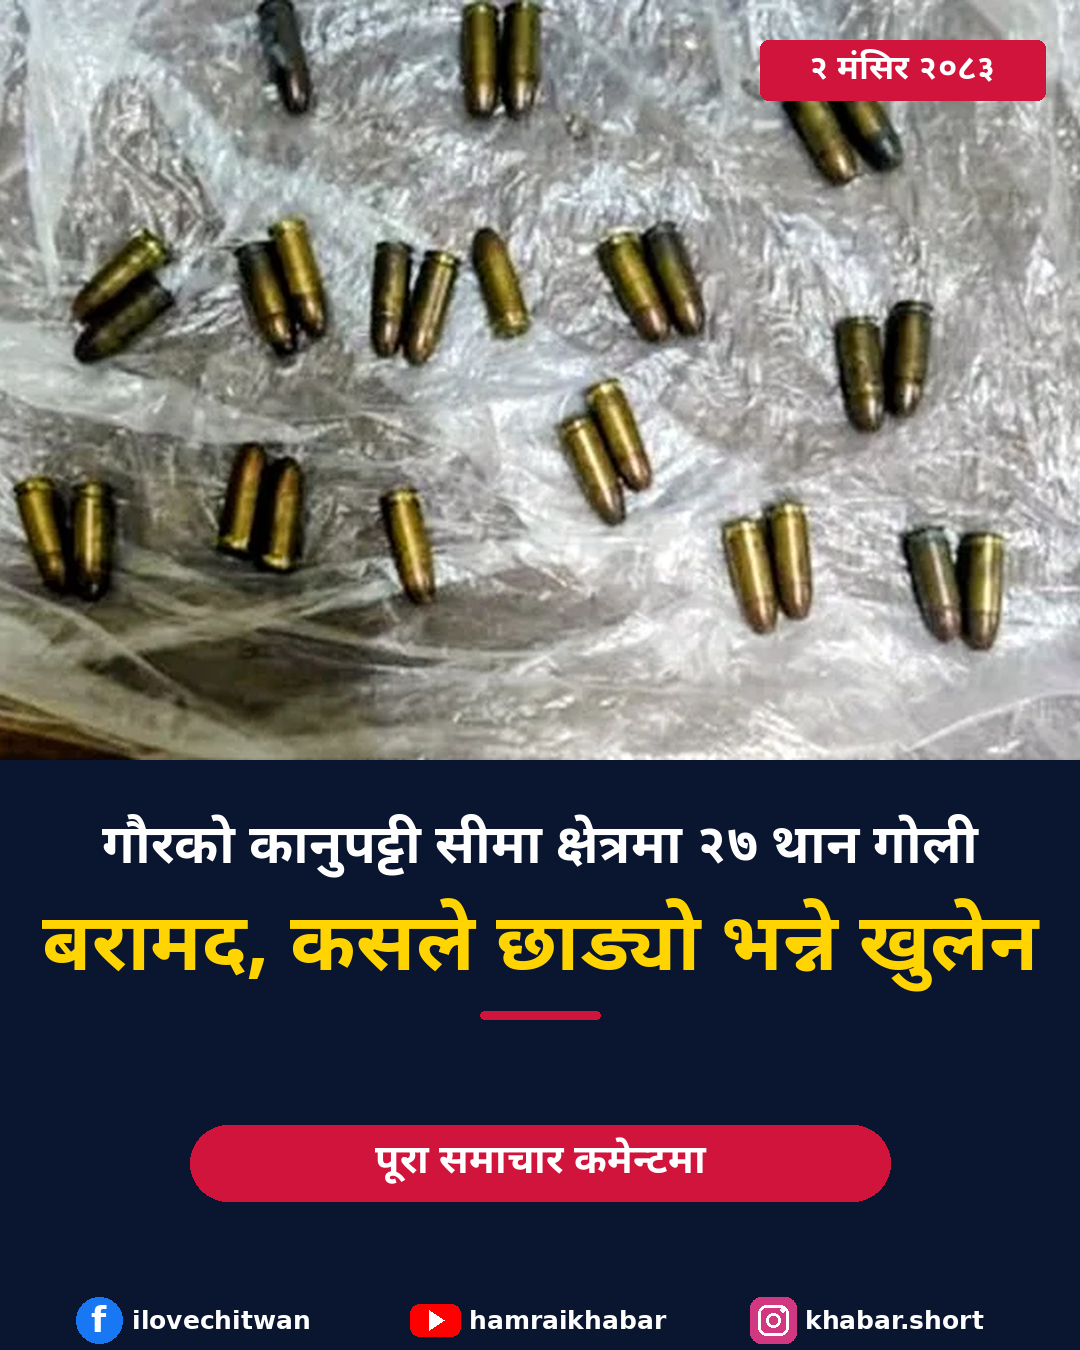 २ मंसिर २०८३
गौरको कानुपट्टी सीमा क्षेत्रमा २७ थान गोली
बरामद, कसले छाड्यो भन्ने खुलेन
पूरा समाचार कमेन्टमा
ilovechitwan
hamraikhabar
khabar.short